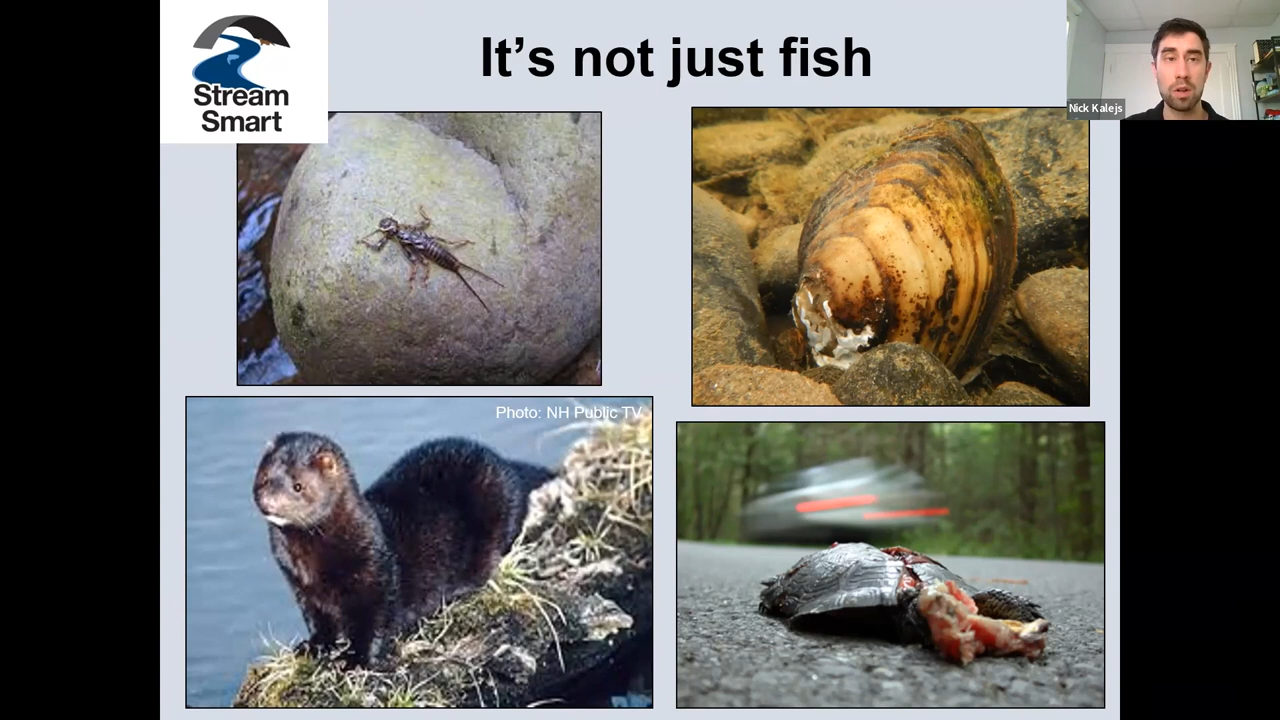 Stream
Smart
It's not just fish
Nick Kalejs
Photo: NH Public TV